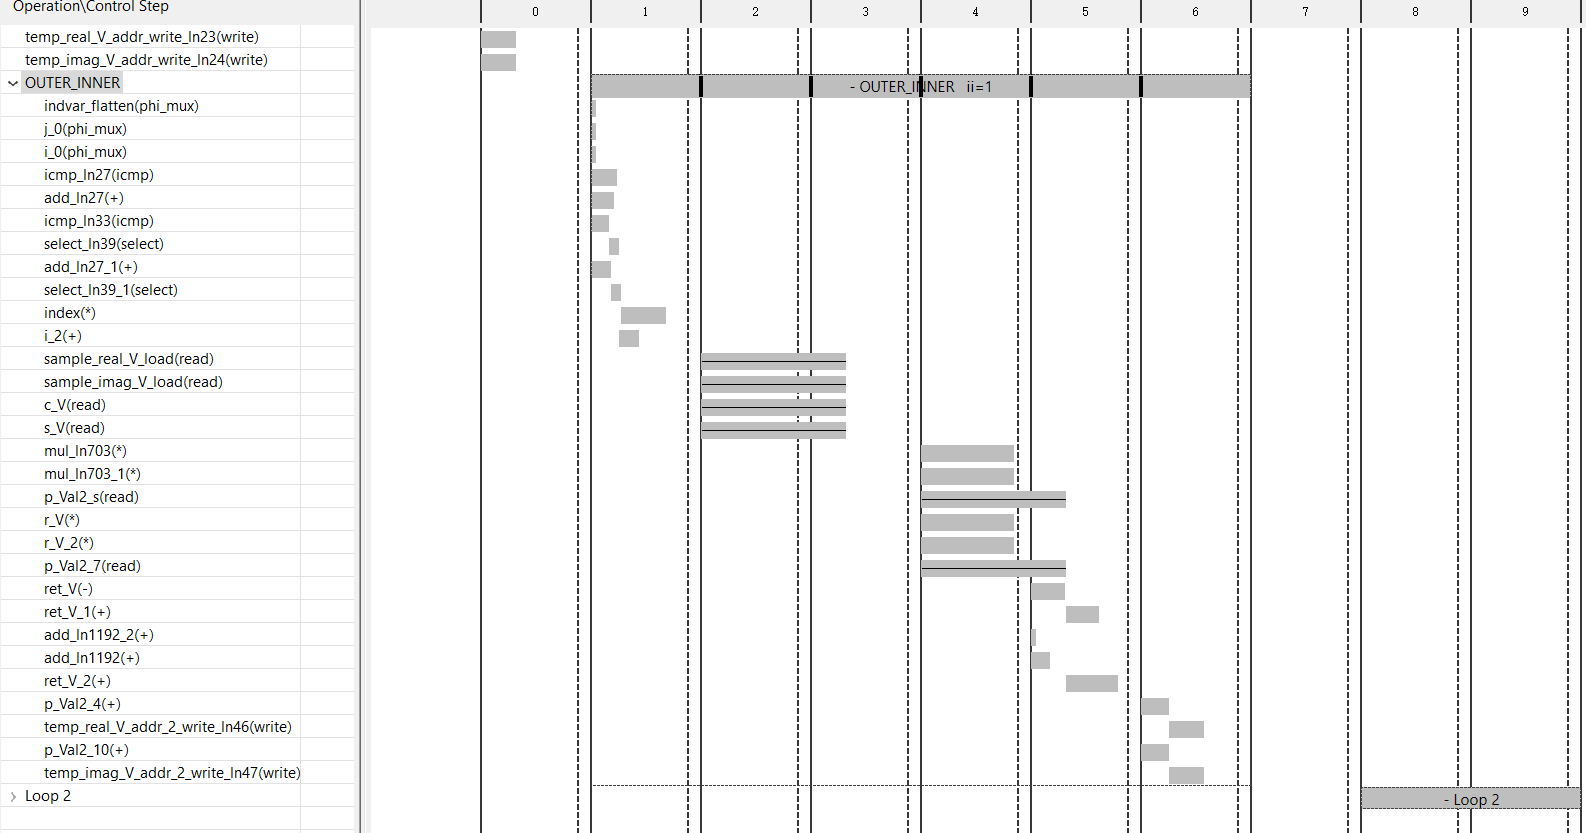 Operation\Control Step 0 1 2 3 4 5 6 7 8 9
temp_real_V_addr_write_ln23(write)
temp_imag_V_addr_write_ln24(write)
OUTER_INNER - OUTER_INNER ii=1
indvar_flatten(phi_mux)
j_0(phi_mux)
i_0(phi_mux)
icmp_ln27(icmp)
add_ln27(+)
icmp_ln33(icmp)
select_ln39(select)
add_ln27_1(+)
select_ln39_1(select)
index(*)
i_2(+)
sample_real_V_load(read)
sample_imag_V_load(read)
c_V(read)
s_V(read)
mul_ln703(*)
mul_ln703_1(*)
p_Val2_s(read)
r_V(*)
r_V_2(*)
p_Val2_7(read)
ret_V(-)
ret_V_1(+)
add_ln1192_2(+)
add_ln1192(+)
ret_V_2(+)
p_Val2_4(+)
temp_real_V_addr_2_write_ln46(write)
p_Val2_10(+)
temp_imag_V_addr_2_write_ln47(write)
Loop 2 - Loop 2